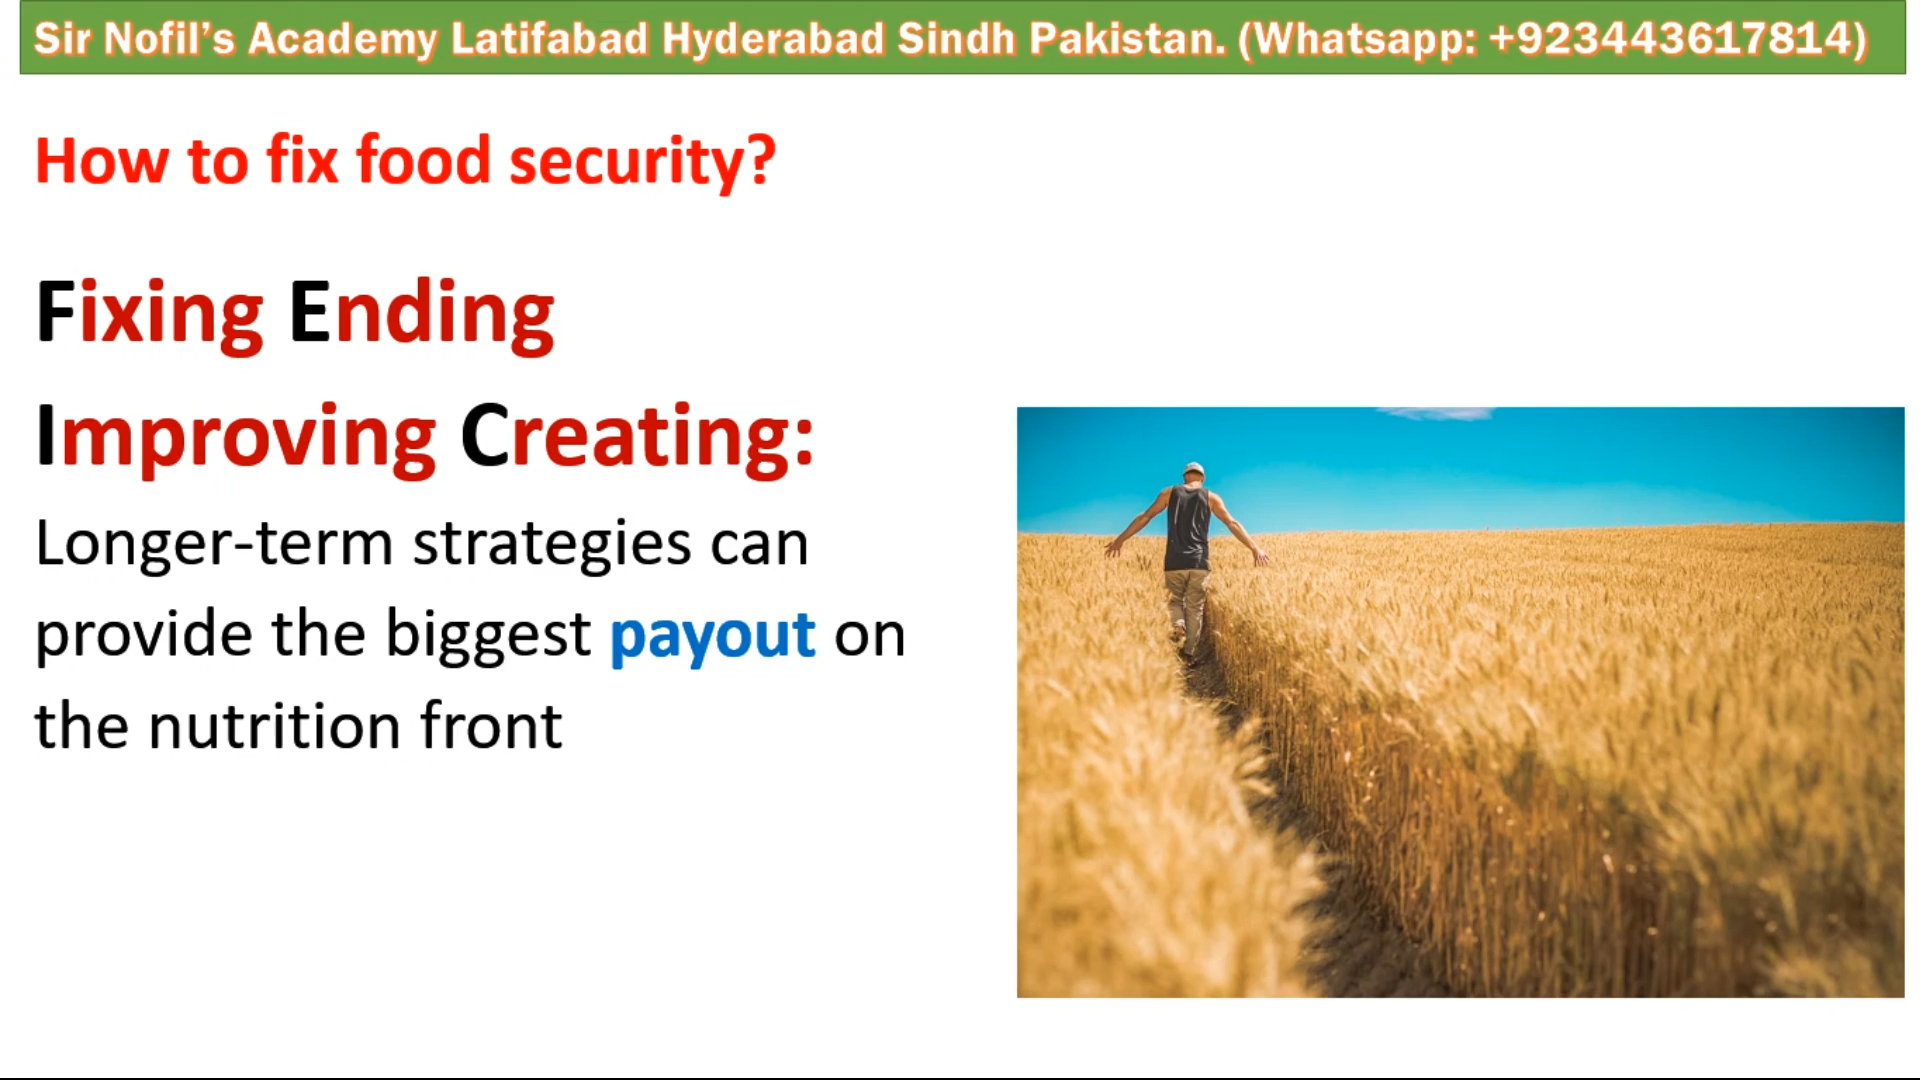 Sir Nofil’s Academy Latifabad Hyderabad Sindh Pakistan. (Whatsapp: +923443617814)
How to fix food security?
Fixing Ending
Improving Creating:
Longer-term strategies can
provide the biggest payout on
the nutrition front